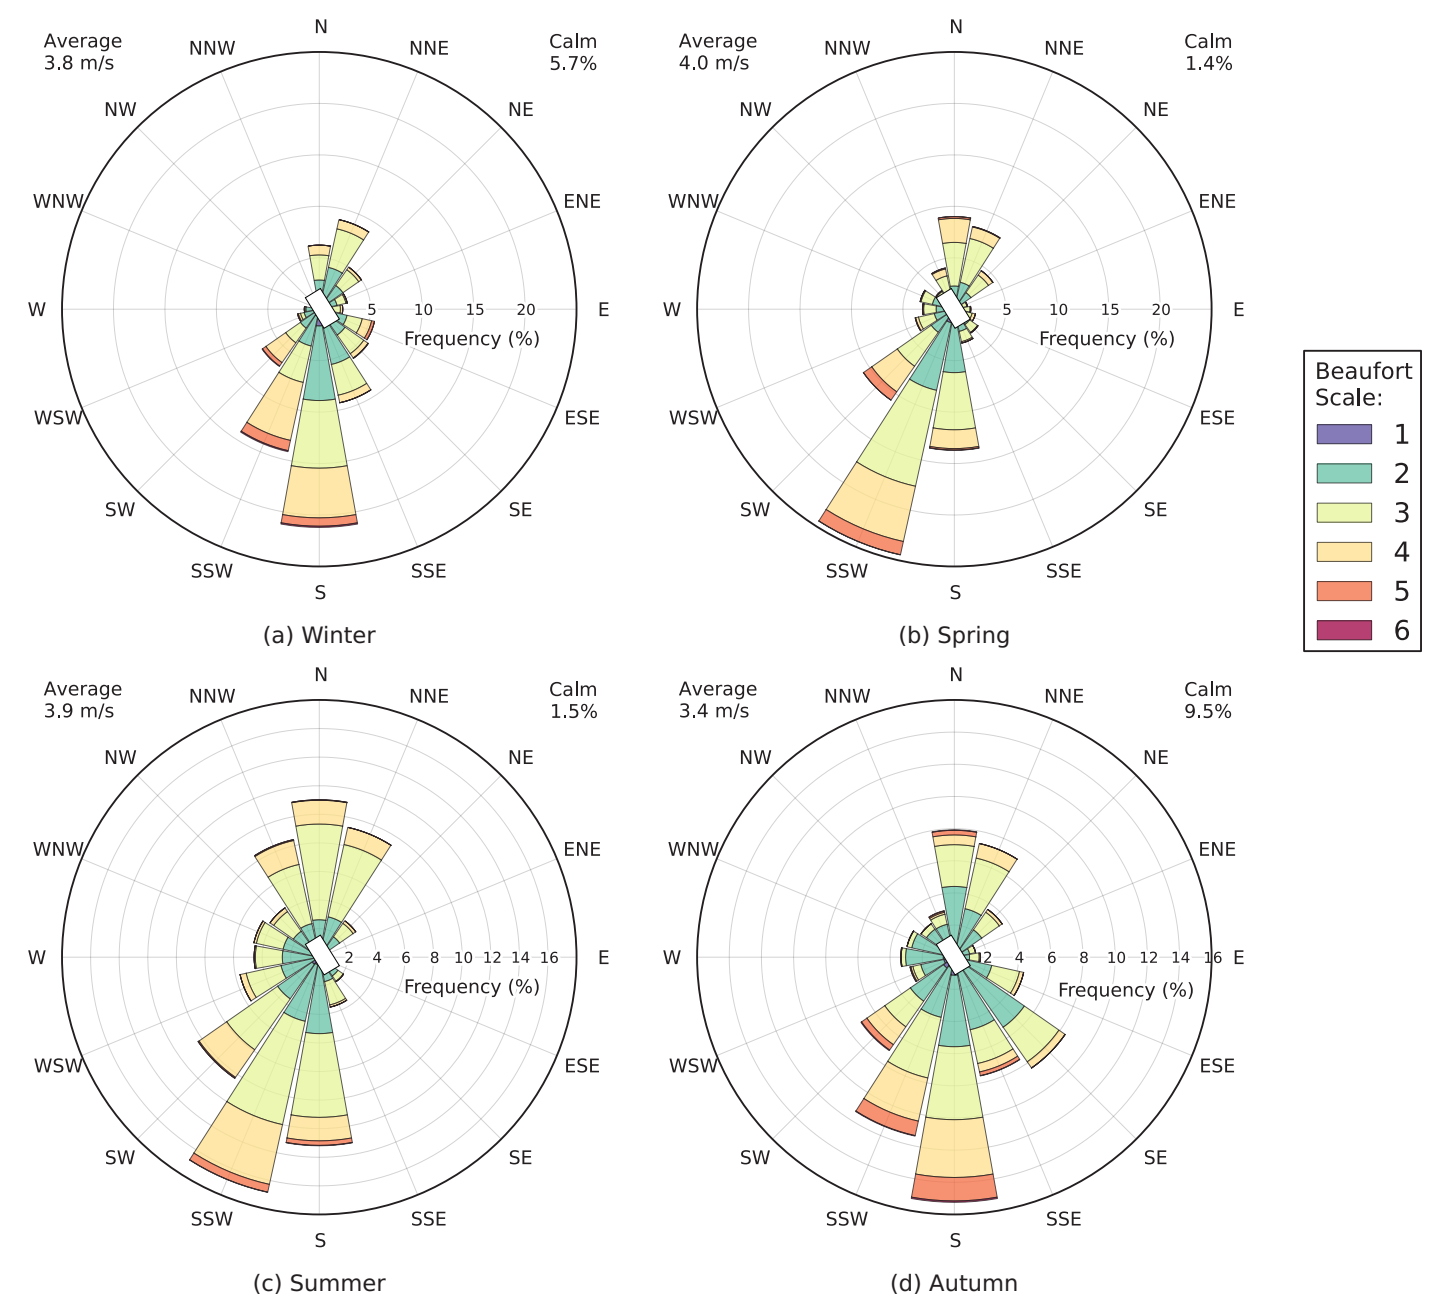 N
Average
3.8 m/s
Calm
5.7%
NNW
NNE
NW
NE
WNW
ENE
W
5
10
15
20
E
Frequency (%)
WSW
ESE
SW
SE
SSW
SSE
S
(a) Winter
N
Average
4.0 m/s
Calm
1.4%
NNW
NNE
NW
NE
WNW
ENE
W
5
10
15
20
E
Frequency (%)
WSW
ESE
SW
SE
SSW
SSE
S
(b) Spring
Beaufort
Scale:
1
2
3
4
5
6
N
Average
3.9 m/s
Calm
1.5%
NNW
NNE
NW
NE
WNW
ENE
W
2
4
6
8
10
12
14
16
E
Frequency (%)
WSW
ESE
SW
SE
SSW
SSE
S
(c) Summer
N
Average
3.4 m/s
Calm
9.5%
NNW
NNE
NW
NE
WNW
ENE
W
2
4
6
8
10
12
14
16
E
Frequency (%)
WSW
ESE
SW
SE
SSW
SSE
S
(d) Autumn